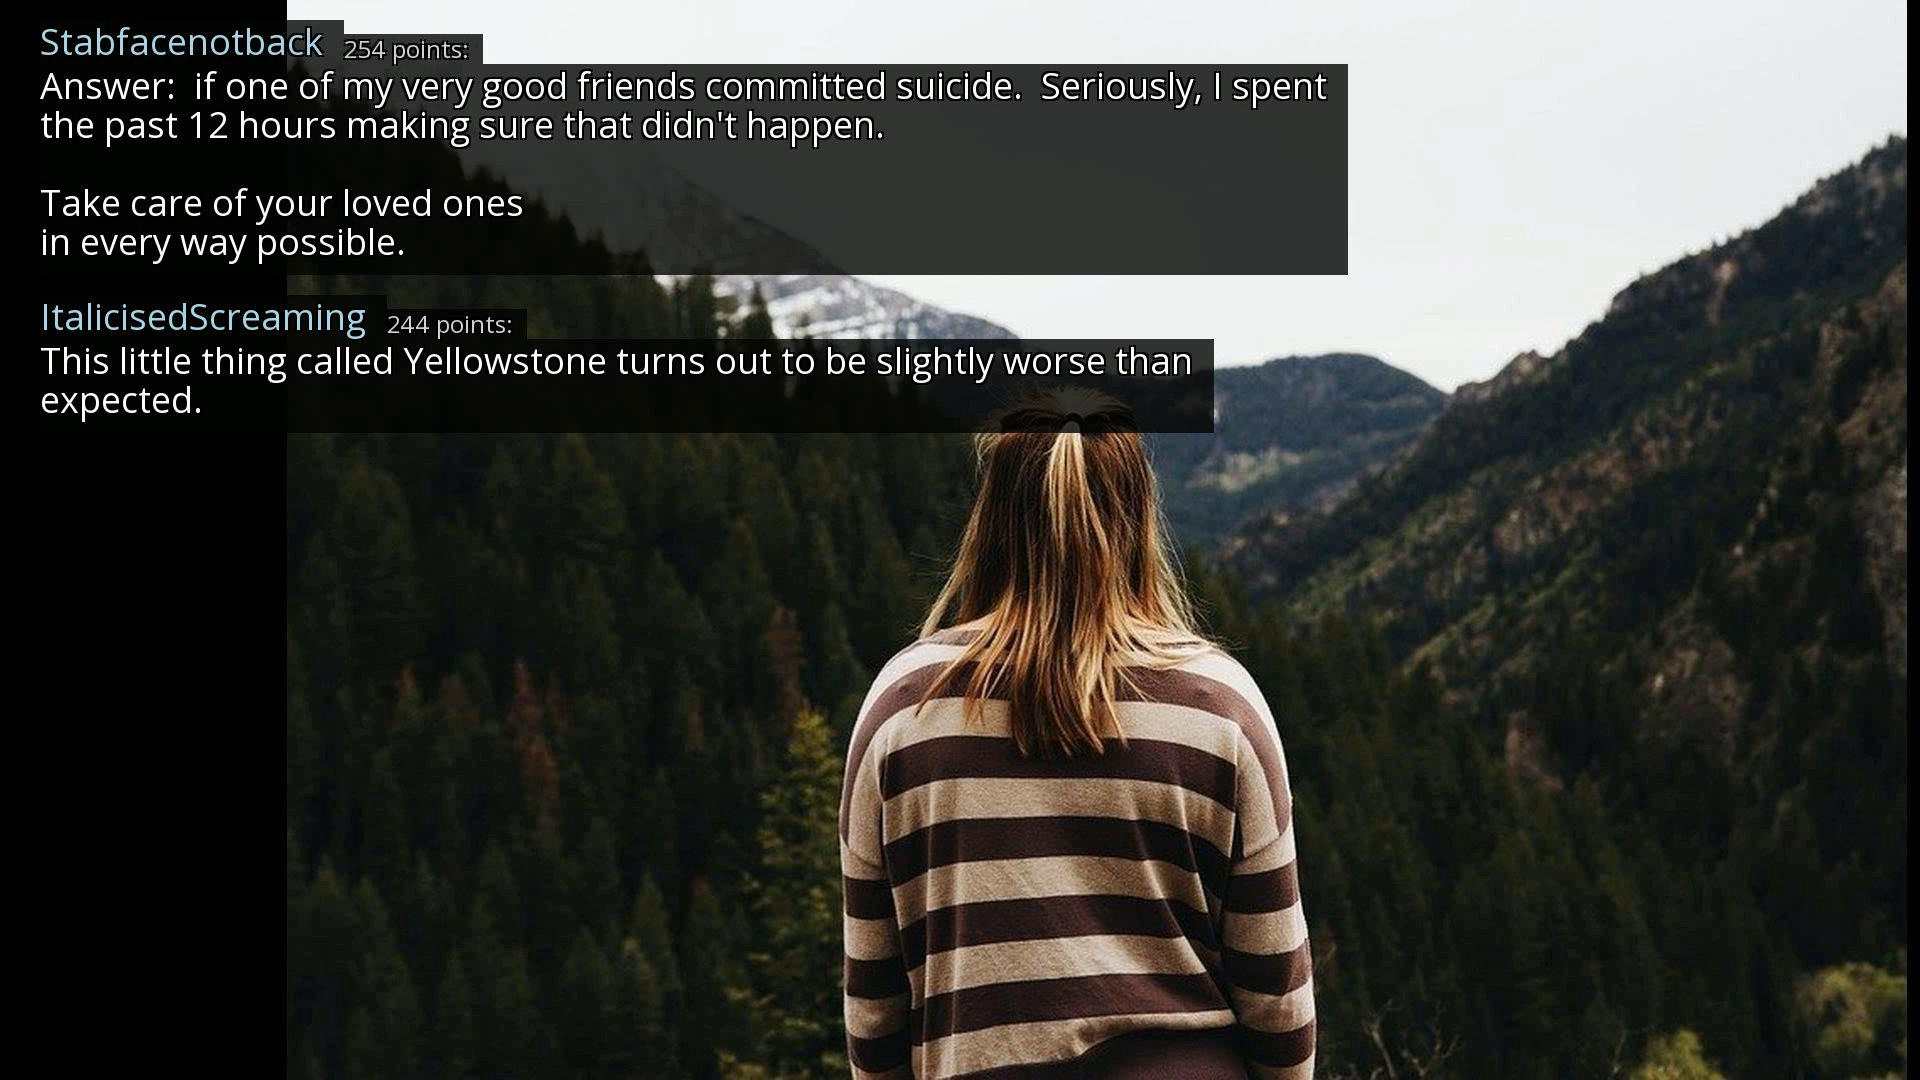 Stabfacenotback 254 points:
Answer:  if one of my very good friends committed suicide.  Seriously, I spent
the past 12 hours making sure that didn't happen.
Take care of your loved ones
in every way possible.
ItalicisedScreaming 244 points:
This little thing called Yellowstone turns out to be slightly worse than
expected.